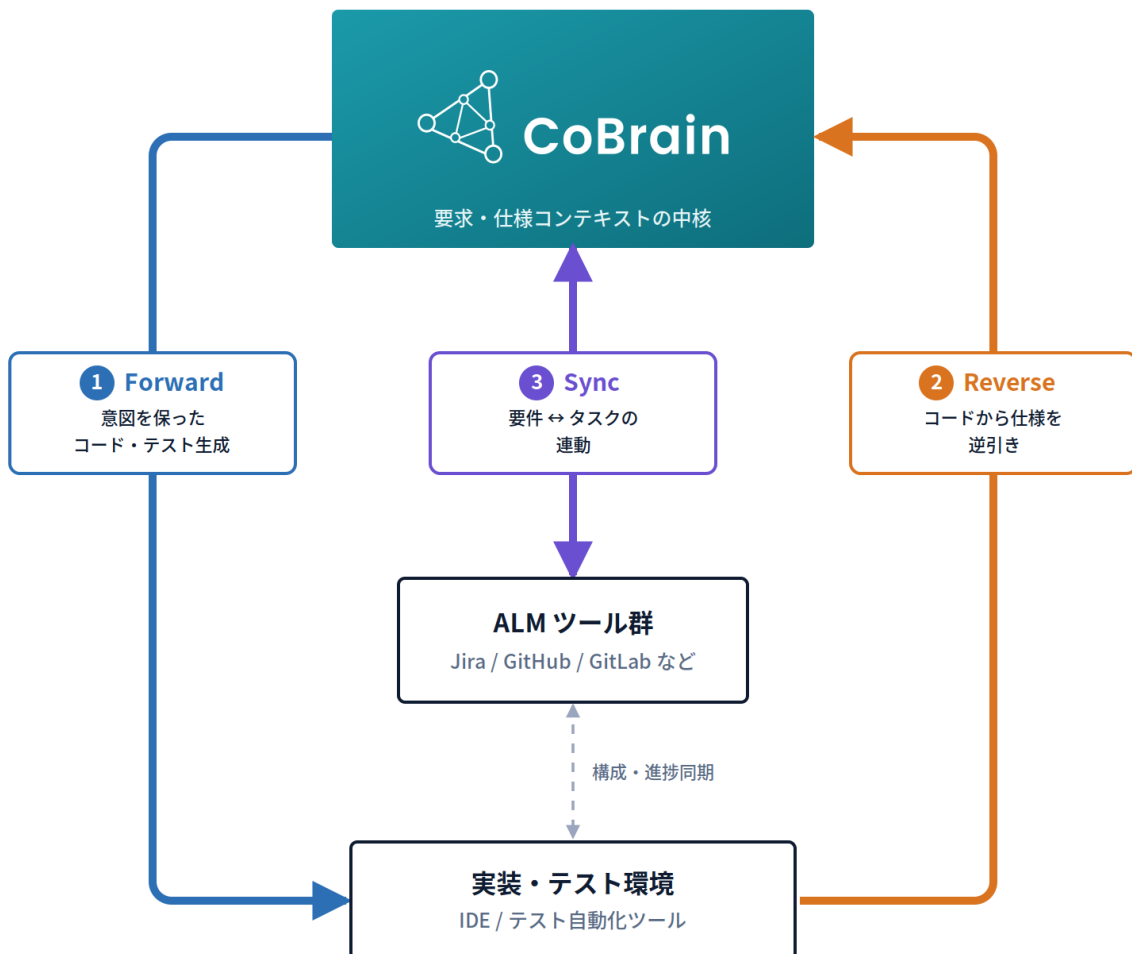 CoBrain
要求・仕様コンテキストの中核
1 Forward
意図を保った
コード・テスト生成
3 Sync
要件 ↔ タスクの
連動
2 Reverse
コードから仕様を
逆引き
ALM ツール群
Jira / GitHub / GitLab など
構成・進捗同期
実装・テスト環境
IDE / テスト自動化ツール